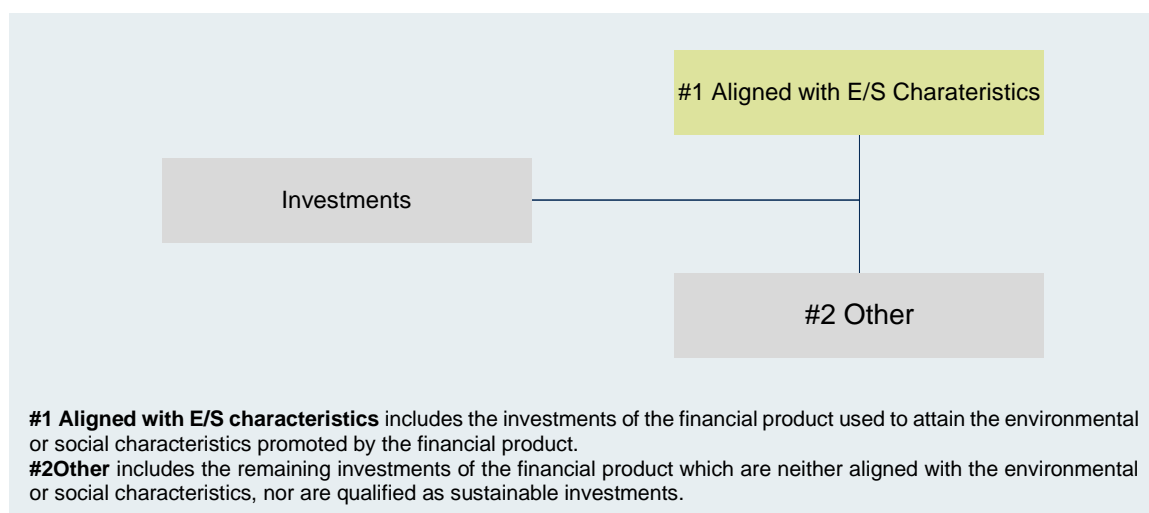 #1 Aligned with E/S Charateristics
Investments
#2 Other
#1 Aligned with E/S characteristics includes the investments of the financial product used to attain the environmental
or social characteristics promoted by the financial product.
#2Other includes the remaining investments of the financial product which are neither aligned with the environmental
or social characteristics, nor are qualified as sustainable investments.